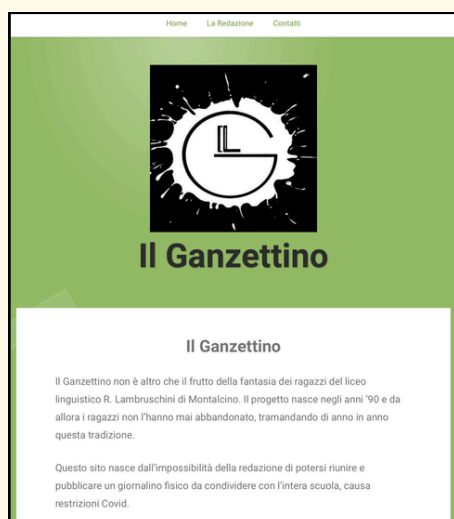 Home La Redazione Contatti
IL G
Il Ganzettino
Il Ganzettino
Il Ganzettino non è altro che il frutto della fantasia dei ragazzi del liceo
linguistico R. Lambruschini di Montalcino. Il progetto nasce negli anni '90 e da
allora i ragazzi non l'hanno mai abbandonato, tramandando di anno in anno
questa tradizione.
Questo sito nasce dall'impossibilità della redazione di potersi riunire e
pubblicare un giornalino fisico da condividere con l'intera scuola, causa
restrizioni Covid.